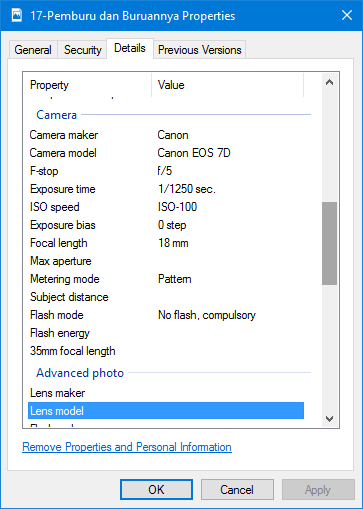 17-Pemburu dan Buruannya Properties
General Security Details Previous Versions
Property Value
Camera
Camera maker Canon
Camera model Canon EOS 7D
F-stop f/5
Exposure time 1/1250 sec.
ISO speed ISO-100
Exposure bias 0 step
Focal length 18 mm
Max aperture
Metering mode Pattern
Subject distance
Flash mode No flash, compulsory
Flash energy
35mm focal length
Advanced photo
Lens maker
Lens model
Remove Properties and Personal Information
OK Cancel Apply